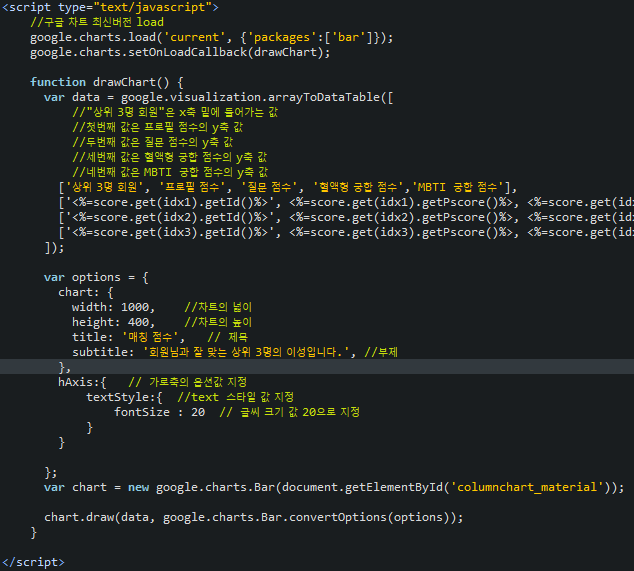 <script type="text/javascript">
//구글 차트 최신버전 load
google.charts.load('current', {'packages':['bar']});
google.charts.setOnLoadCallback(drawChart);
function drawChart() {
var data = google.visualization.arrayToDataTable([
//"상위 3명 회원"은 x축 밑에 들어가는 값
//첫번째 값은 프로필 점수의 y축 값
//두번째 값은 질문 점수의 y축 값
//세번째 값은 혈액형 궁합 점수의 y축 값
//네번째 값은 MBTI 궁합 점수의 y축 값
['상위 3명 회원', '프로필 점수', '질문 점수', '혈액형 궁합 점수','MBTI 궁합 점수'],
['<%=score.get(idx1).getId()%>', <%=score.get(idx1).getPscore()%>, <%=score.get(idx
['<%=score.get(idx2).getId()%>', <%=score.get(idx2).getPscore()%>, <%=score.get(idx
['<%=score.get(idx3).getId()%>', <%=score.get(idx3).getPscore()%>, <%=score.get(idx
]);
var options = {
chart: {
width: 1000, //차트의 넓이
height: 400, //차트의 높이
title: '매칭 점수', // 제목
subtitle: '회원님과 잘 맞는 상위 3명의 이성입니다.', //부제
},
hAxis:{ // 가로축의 옵션값 지정
textStyle:{ //text 스타일 값 지정
fontSize : 20 // 글씨 크기 값 20으로 지정
}
}
};
var chart = new google.charts.Bar(document.getElementById('columnchart_material'));
chart.draw(data, google.charts.Bar.convertOptions(options));
}
</script>